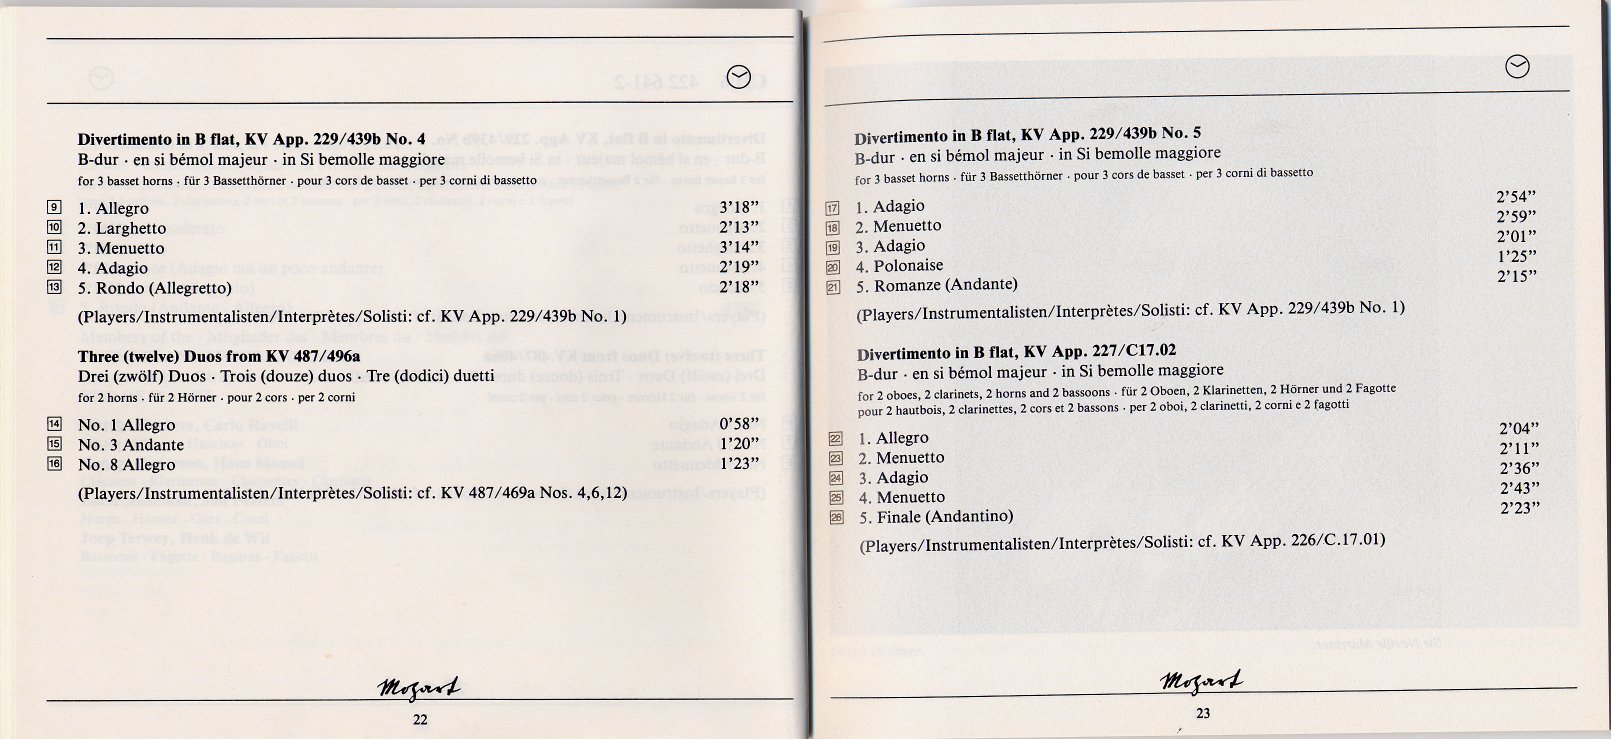 Divertimento in B flat, KV App. 229/439b No. 4
B-dur · en si bémol majeur · in Si bemolle maggiore
for 3 basset horns · für 3 Bassetthörner · pour 3 cors de basset · per 3 corni di bassetto
9 1. Allegro 3’18”
10 2. Larghetto 2’13”
11 3. Menuetto 3’14”
12 4. Adagio 2’19”
13 5. Rondo (Allegretto) 2’18”
(Players/Instrumentalisten/Interprètes/Solisti: cf. KV App. 229/439b No. 1)
Three (twelve) Duos from KV 487/496a
Drei (zwölf) Duos · Trois (douze) duos · Tre (dodici) duetti
for 2 horns · für 2 Hörner · pour 2 cors · per 2 corni
14 No. 1 Allegro 0’58”
15 No. 3 Andante 1’20”
16 No. 8 Allegro 1’23”
(Players/Instrumentalisten/Interprètes/Solisti: cf. KV 487/469a Nos. 4,6,12)
Mozart
22
Divertimento in B flat, KV App. 229/439b No. 5
B-dur · en si bémol majeur · in Si bemolle maggiore
for 3 basset horns · für 3 Bassetthörner · pour 3 cors de basset · per 3 corni di bassetto
17 1. Adagio 2’54”
18 2. Menuetto 2’59”
19 3. Adagio 2’01”
20 4. Polonaise 1’25”
21 5. Romanze (Andante) 2’15”
(Players/Instrumentalisten/Interprètes/Solisti: cf. KV App. 229/439b No. 1)
Divertimento in B flat, KV App. 227/C17.02
B-dur · en si bémol majeur · in Si bemolle maggiore
for 2 oboes, 2 clarinets, 2 horns and 2 bassoons · für 2 Oboen, 2 Klarinetten, 2 Hörner und 2 Fagotte
pour 2 hautbois, 2 clarinettes, 2 cors et 2 bassons · per 2 oboi, 2 clarinetti, 2 corni e 2 fagotti
22 1. Allegro 2’04”
23 2. Menuetto 2’11”
24 3. Adagio 2’36”
25 4. Menuetto 2’43”
26 5. Finale (Andantino) 2’23”
(Players/Instrumentalisten/Interprètes/Solisti: cf. KV App. 226/C.17.01)
Mozart
23